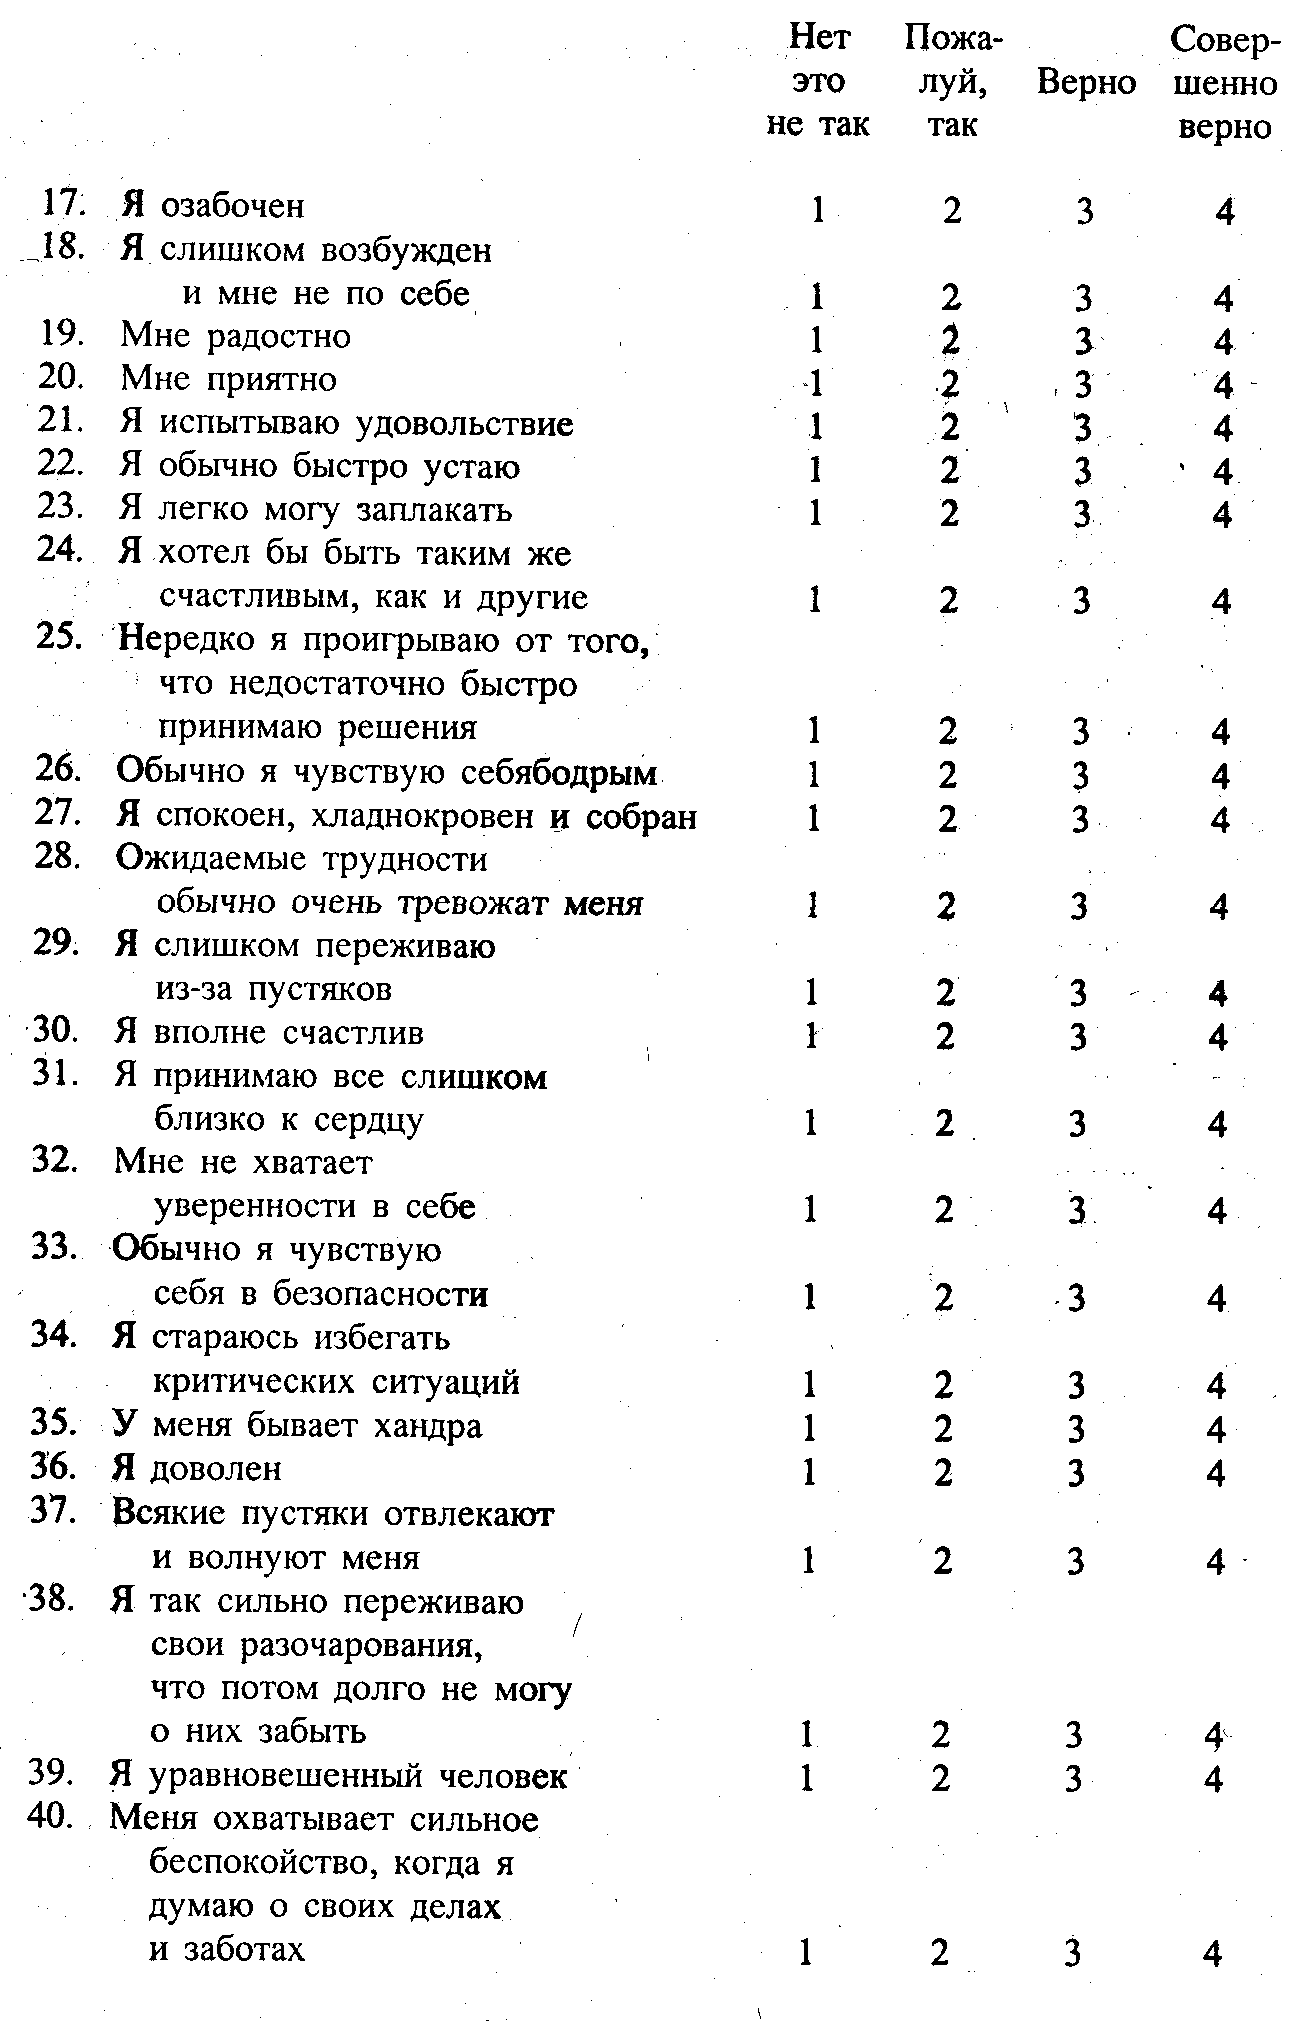 Нет Пожа- Совер-
это луй, Верно шенно
не так так верно
17. Я озабочен 1 2 3 4
18. Я слишком возбужден
и мне не по себе 1 2 3 4
19. Мне радостно 1 2 3 4
20. Мне приятно 1 2 3 4
21. Я испытываю удовольствие 1 2 3 4
22. Я обычно быстро устаю 1 2 3 4
23. Я легко могу заплакать 1 2 3 4
24. Я хотел бы быть таким же
счастливым, как и другие 1 2 3 4
25. Нередко я проигрываю от того,
что недостаточно быстро
принимаю решения 1 2 3 4
26. Обычно я чувствую себябодрым 1 2 3 4
27. Я спокоен, хладнокровен и собран 1 2 3 4
28. Ожидаемые трудности
обычно очень тревожат меня 1 2 3 4
29. Я слишком переживаю
из-за пустяков 1 2 3 4
30. Я вполне счастлив 1 2 3 4
31. Я принимаю все слишком
близко к сердцу 1 2 3 4
32. Мне не хватает
уверенности в себе 1 2 3 4
33. Обычно я чувствую
себя в безопасности 1 2 3 4
34. Я стараюсь избегать
критических ситуаций 1 2 3 4
35. У меня бывает хандра 1 2 3 4
36. Я доволен 1 2 3 4
37. Всякие пустяки отвлекают
и волнуют меня 1 2 3 4
38. Я так сильно переживаю
свои разочарования,
что потом долго не могу
о них забыть 1 2 3 4
39. Я уравновешенный человек 1 2 3 4
40. Меня охватывает сильное
беспокойство, когда я
думаю о своих делах
и заботах 1 2 3 4